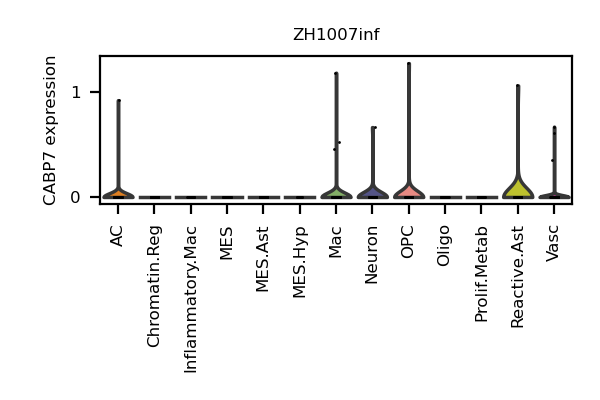 ZH1007inf
CABP7 expression
1
0
AC
Chromatin.Reg
Inflammatory.Mac
MES
MES.Ast
MES.Hyp
Mac
Neuron
OPC
Oligo
Prolif.Metab
Reactive.Ast
Vasc